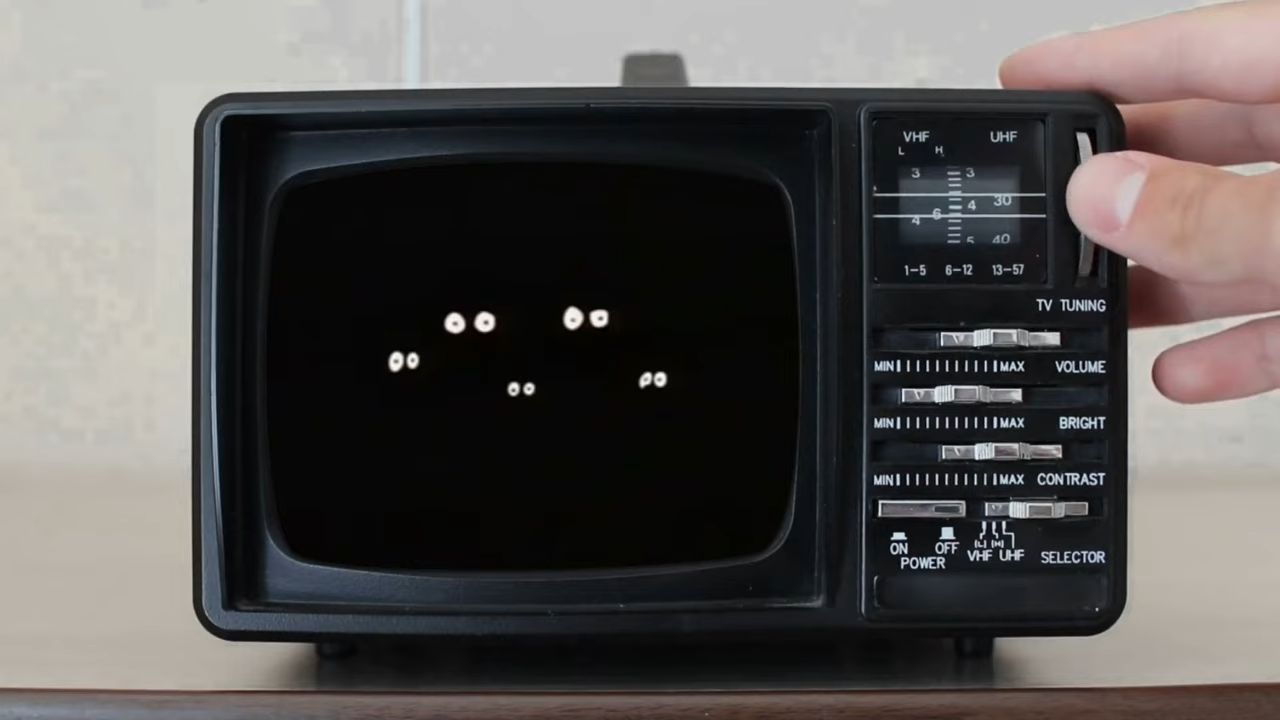 VHF UHF
L H
3 3
4 6 4 30
5 40
1-5 6-12 13-57
TV TUNING
MIN MAX VOLUME
MIN MAX BRIGHT
MIN MAX CONTRAST
ON OFF (L) (H)
VHF UHF SELECTOR
POWER